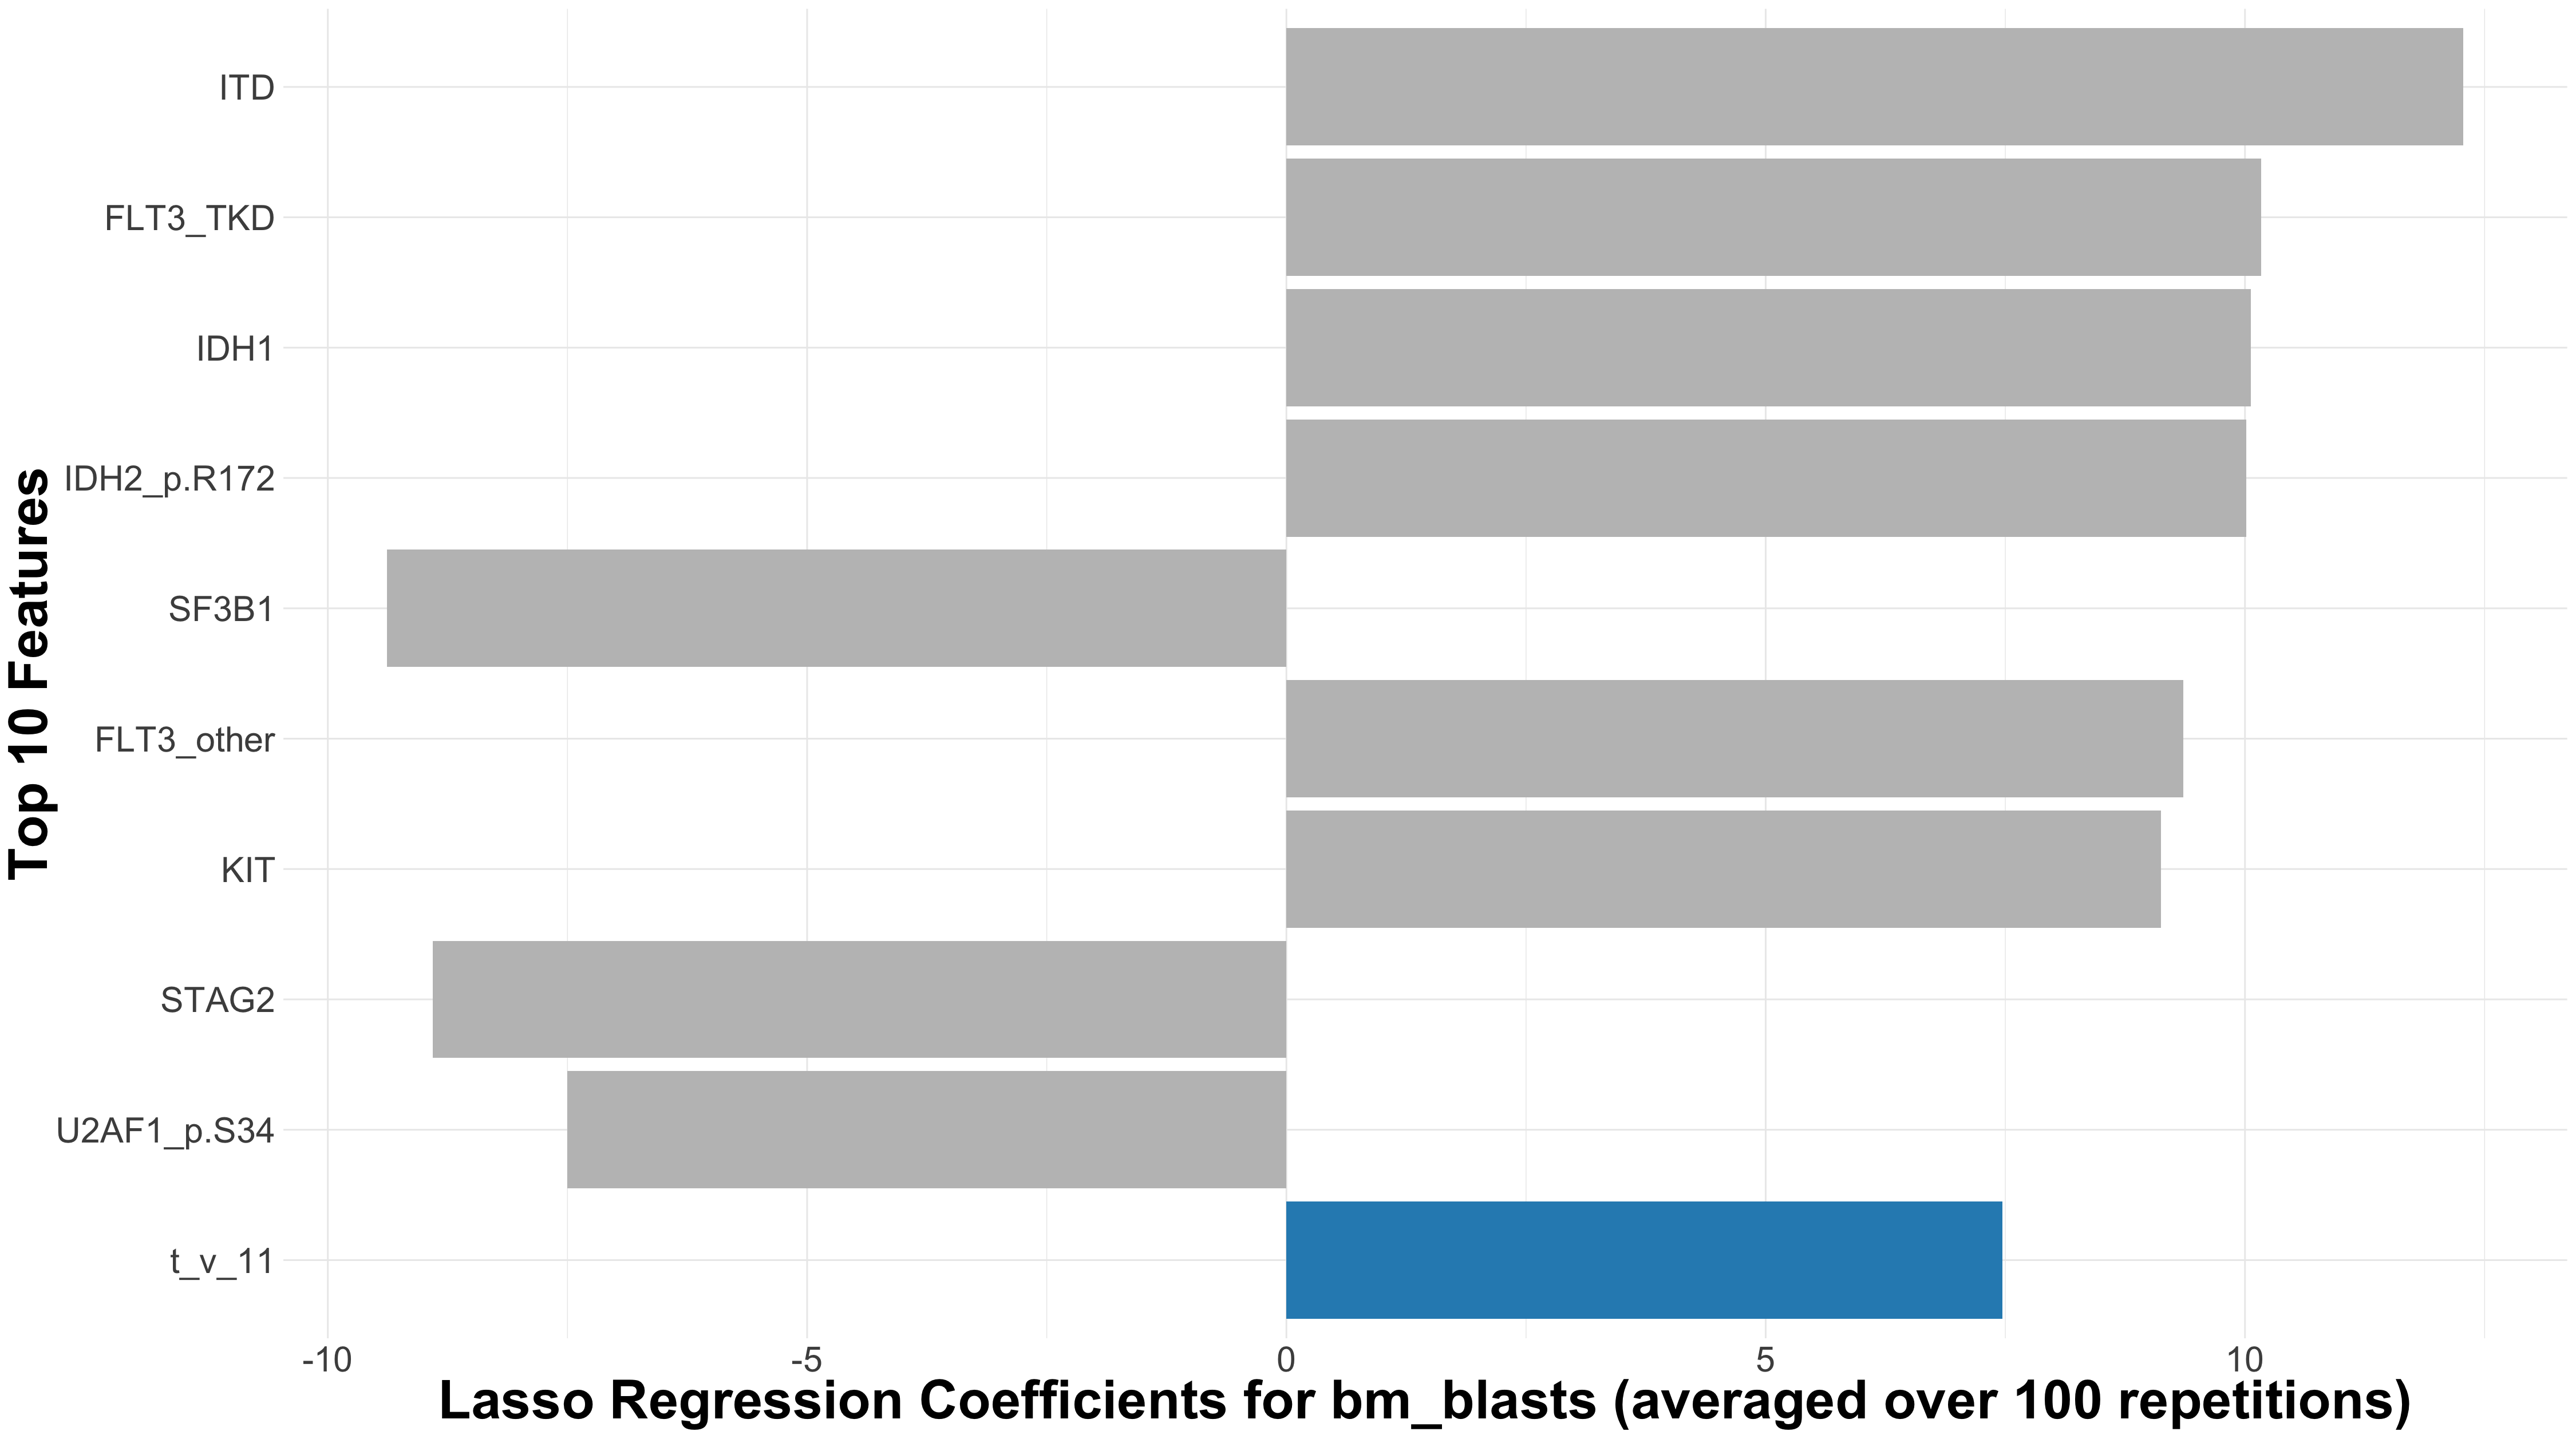 Top 10 Features
ITD
FLT3_TKD
IDH1
IDH2_p.R172
SF3B1
FLT3_other
KIT
STAG2
U2AF1_p.S34
t_v_11
-10 -5 0 5 10
Lasso Regression Coefficients for bm_blasts (averaged over 100 repetitions)